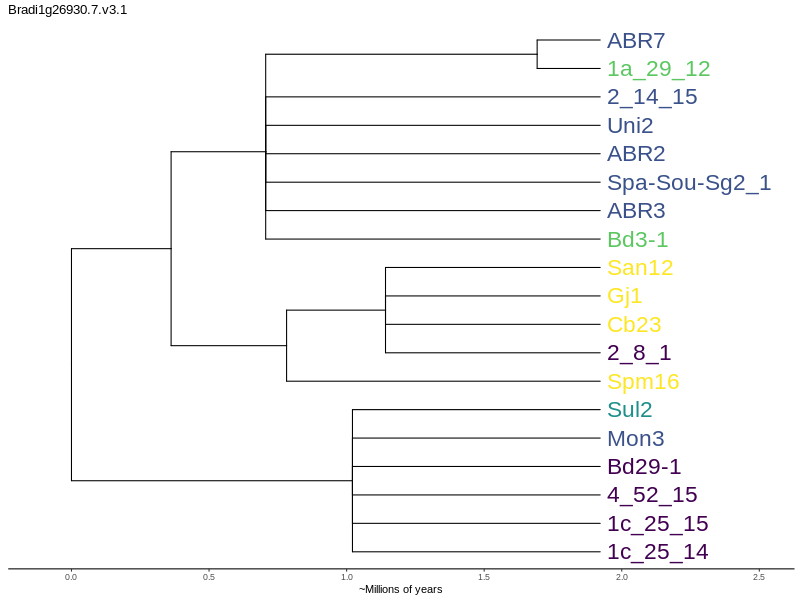 Bradi1g26930.7.v3.1
ABR7
1a_29_12
2_14_15
Uni2
ABR2
Spa-Sou-Sg2_1
ABR3
Bd3-1
San12
Gj1
Cb23
2_8_1
Spm16
Sul2
Mon3
Bd29-1
4_52_15
1c_25_15
1c_25_14
0.0 0.5 1.0 1.5 2.0 2.5
~Millions of years